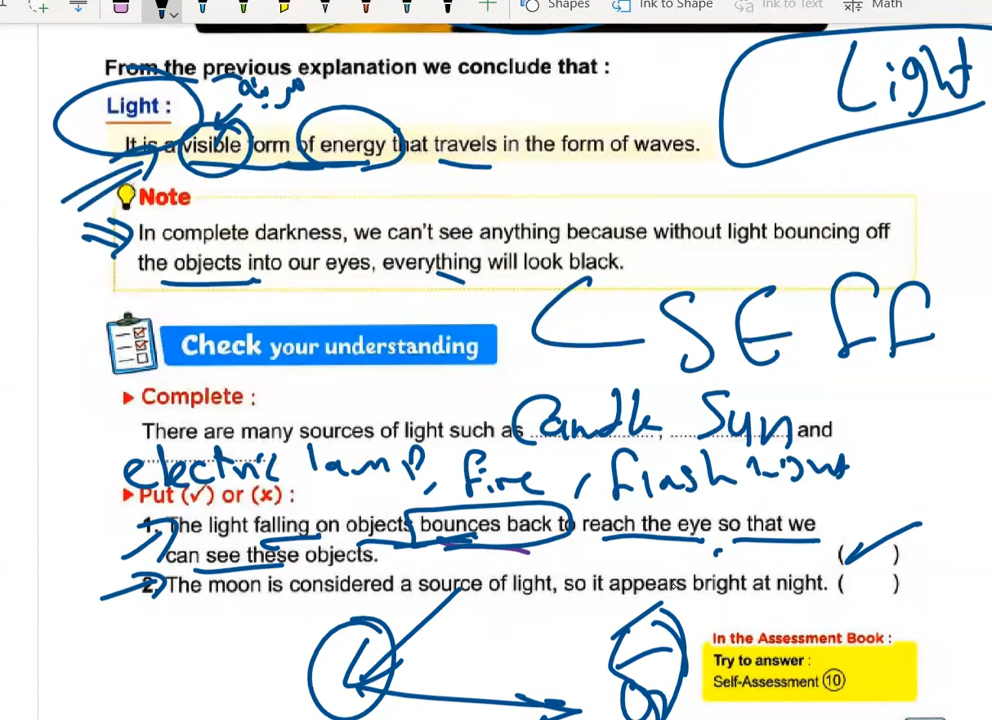 Shapes Ink to Shape Ink to Text Math
From the previous explanation we conclude that :
Light
Light :
مرئية
It is a visible form of energy that travels in the form of waves.
Note
In complete darkness, we can't see anything because without light bouncing off
the objects into our eyes, everything will look black.
C S E F F
Check your understanding
Complete :
There are many sources of light such as Candle, Sun and
electric lamp, fire, flash light
Put (✓) or (x) :
1. The light falling on objects bounces back to reach the eye so that we
can see these objects. (✓)
2. The moon is considered a source of light, so it appears bright at night. ( )
In the Assessment Book :
Try to answer :
Self-Assessment 10